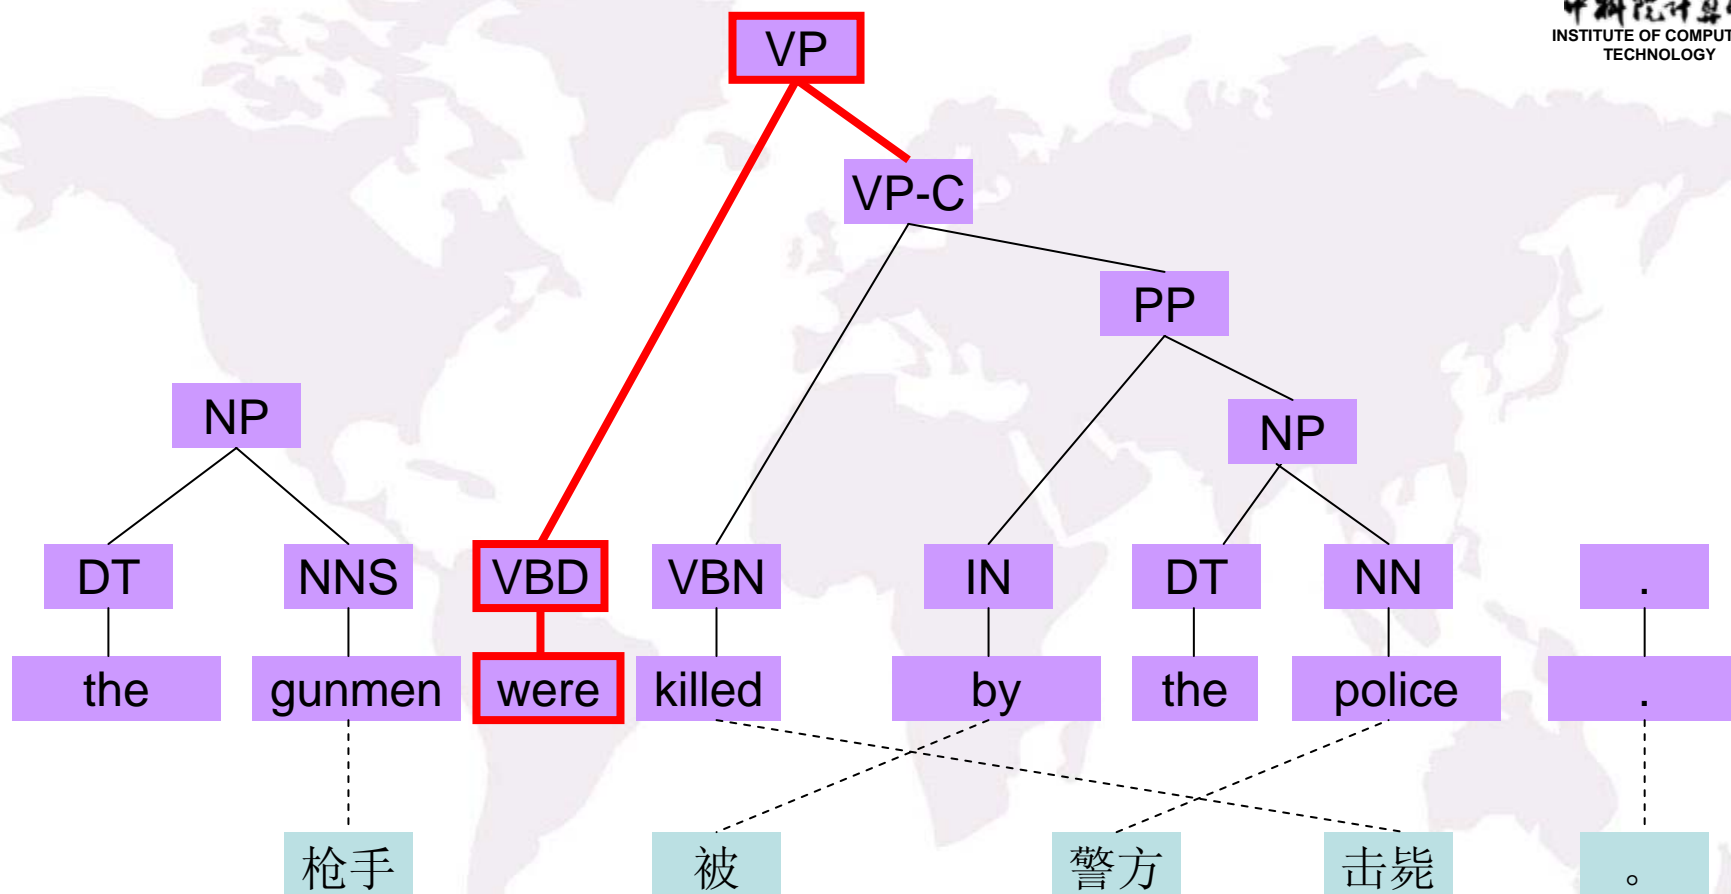 INSTITUTE OF COMPUT
TECHNOLOGY
VP
VP-C
PP
NP
NP
DT NNS VBD VBN IN DT NN .
the gunmen were killed by the police .
枪手 被 警方 击毙 。